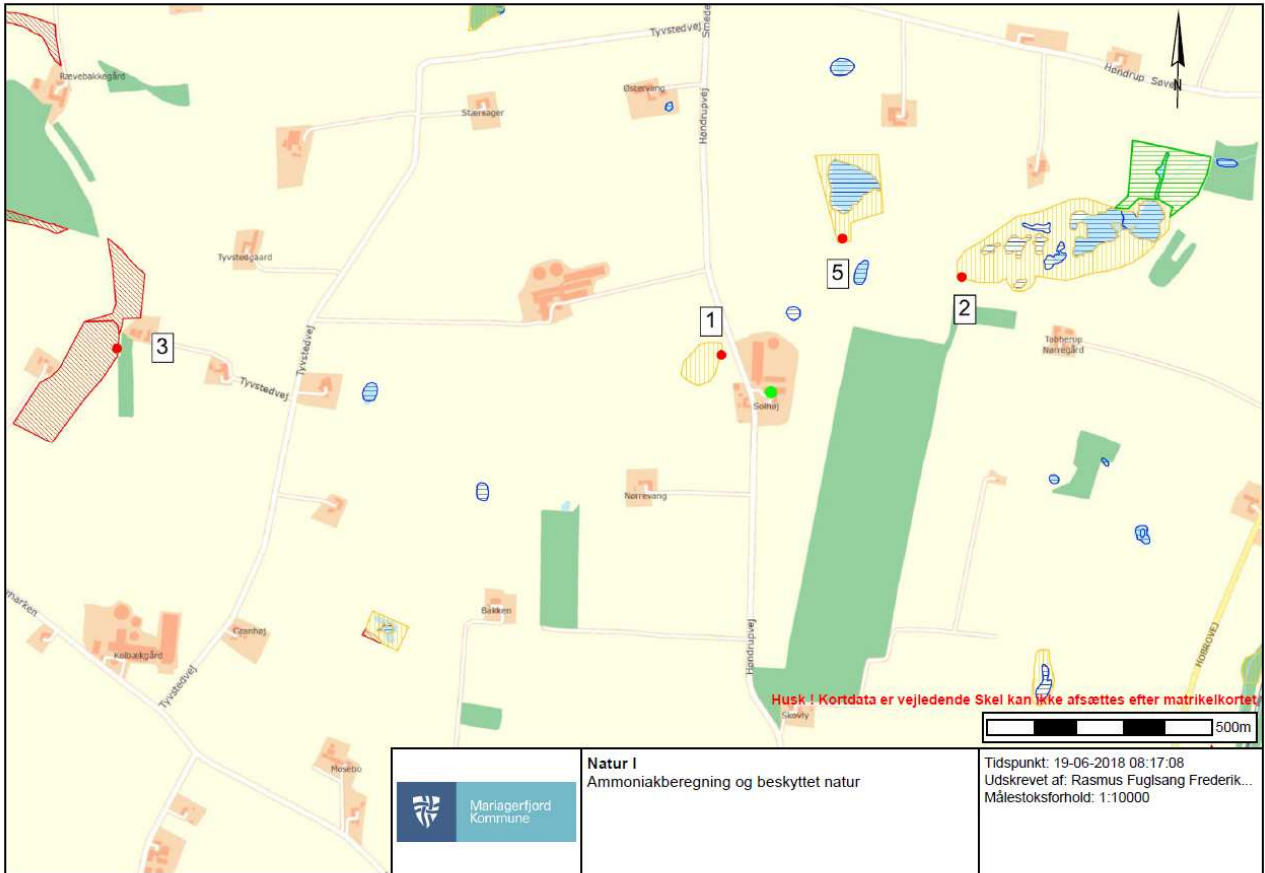 Tyvstedvej
Smede
N
Rævebakkegård
Østervang
Høndrup Søvej
Stærsager
Høndrupvej
Tyvstedgaard
5
1
2
3
Tobberup
Nørregård
Tyvstedvej
Tyvstedvej
Solhøj
Nørrevang
Bakken
Granhøj
Kolbækgård
Høndrupvej
HOBROVEJ
Tyvstedvej
Husk ! Kortdata er vejledende Skel kan ikke afsættes efter matrikelkortet
Skovly
500m
Mosebo
Mariagerfjord
Kommune
Natur I
Ammoniakberegning og beskyttet natur
Tidspunkt: 19-06-2018 08:17:08
Udskrevet af: Rasmus Fuglsang Frederik...
Målestoksforhold: 1:10000